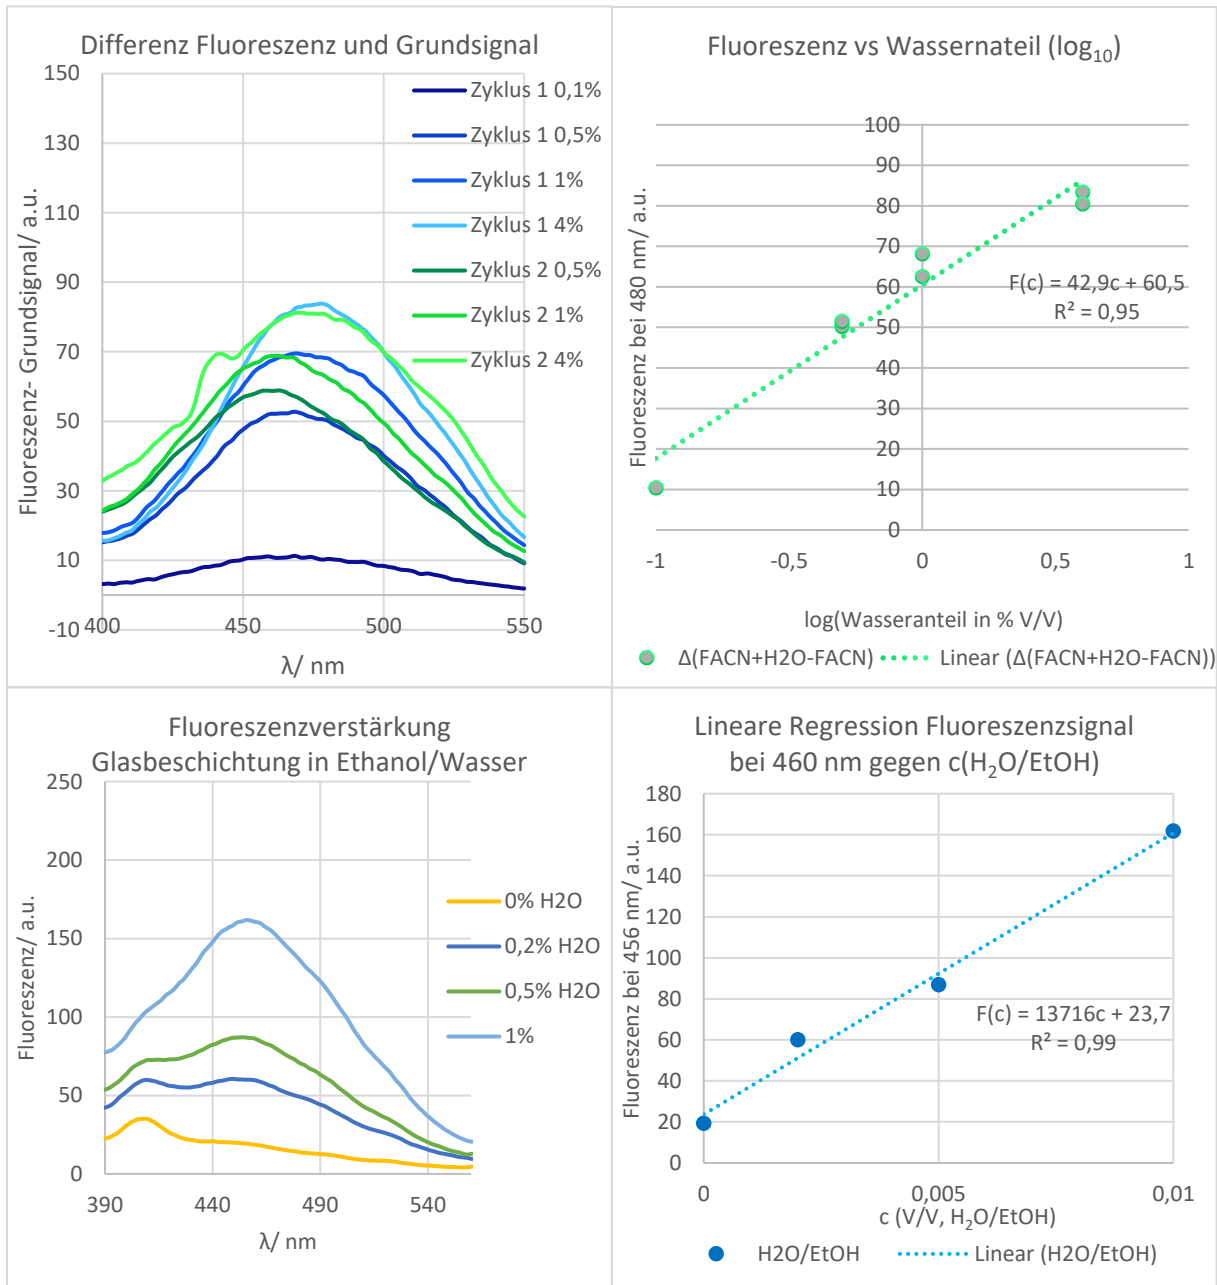 Differenz Fluoreszenz und Grundsignal
150
130
110
90
70
50
30
10
-10
Fluoreszenz- Grundsignal/ a.u.
Zyklus 1 0,1%
Zyklus 1 0,5%
Zyklus 1 1%
Zyklus 1 4%
Zyklus 2 0,5%
Zyklus 2 1%
Zyklus 2 4%
400 450 500 550
λ/ nm
Fluoreszenz vs Wassernateil (log₁₀)
100
90
80
70
60
50
40
30
20
10
0
Fluoreszenz bei 480 nm/ a.u.
F(c) = 42,9c + 60,5
R² = 0,95
-1 -0,5 0 0,5 1
log(Wasseranteil in % V/V)
Δ(FACN+H2O-FACN) Linear (Δ(FACN+H2O-FACN))
Fluoreszenzverstärkung
Glasbeschichtung in Ethanol/Wasser
250
200
150
100
50
0
Fluoreszenz/ a.u.
0% H2O
0,2% H2O
0,5% H2O
1%
390 440 490 540
λ/ nm
Lineare Regression Fluoreszenzsignal
bei 460 nm gegen c(H₂O/EtOH)
180
160
140
120
100
80
60
40
20
0
Fluoreszenz bei 456 nm/ a.u.
F(c) = 13716c + 23,7
R² = 0,99
0 0,005 0,01
c (V/V, H₂O/EtOH)
H2O/EtOH Linear (H2O/EtOH)